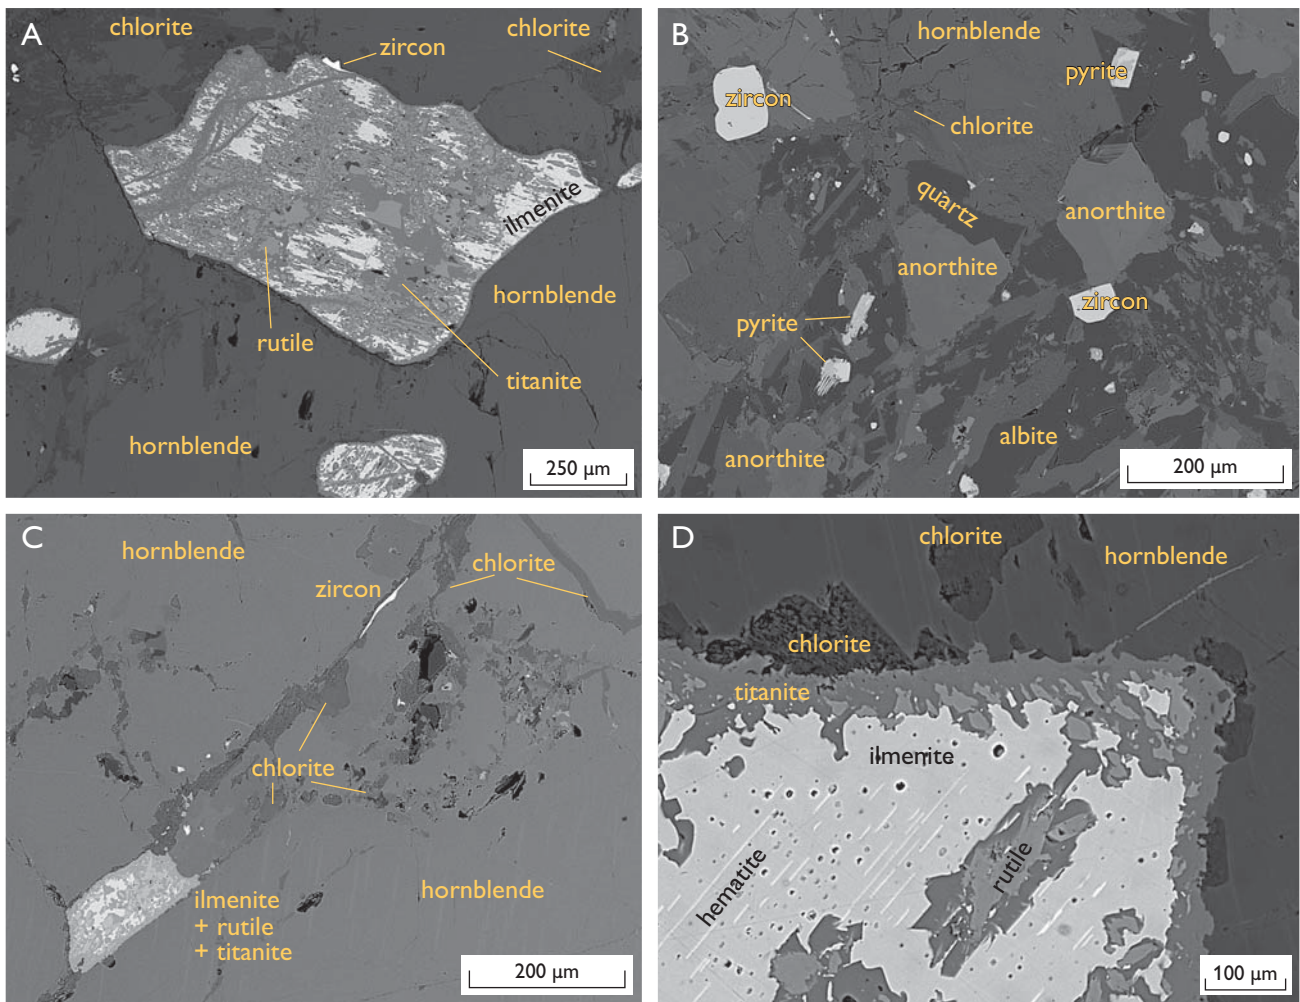 A
chlorite
zircon
chlorite
ilmenite
hornblende
rutile
titanite
hornblende
250 µm
B
hornblende
pyrite
zircon
chlorite
quartz
anorthite
anorthite
zircon
pyrite
albite
anorthite
200 µm
C
hornblende
chlorite
zircon
chlorite
hornblende
ilmenite
+ rutile
+ titanite
200 µm
D
chlorite
hornblende
chlorite
titanite
ilmenite
rutile
hematite
100 µm